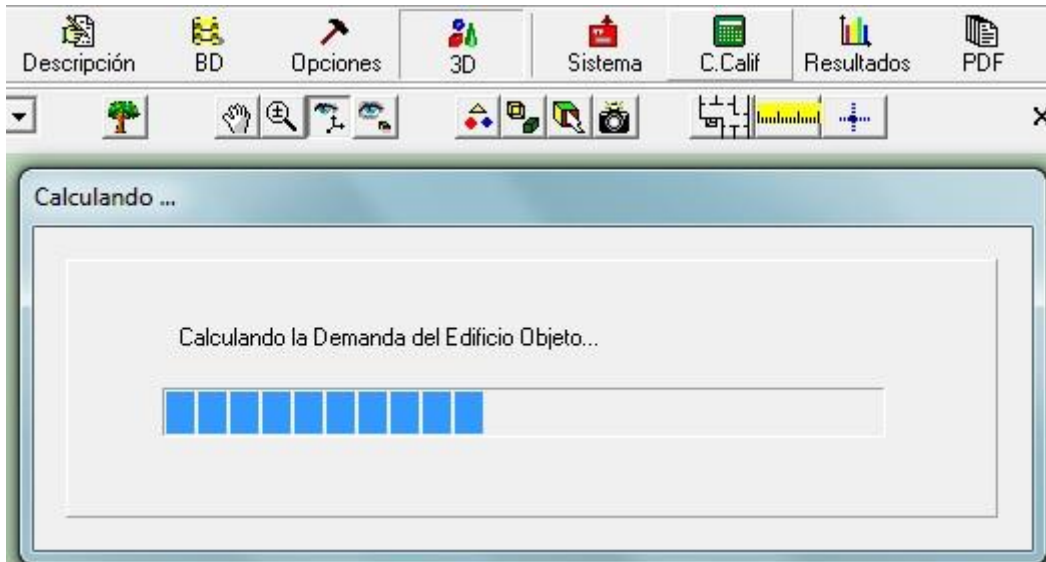 Descripción BD Opciones 3D Sistema C.Calif Resultados PDF
Calculando ...
Calculando la Demanda del Edificio Objeto...